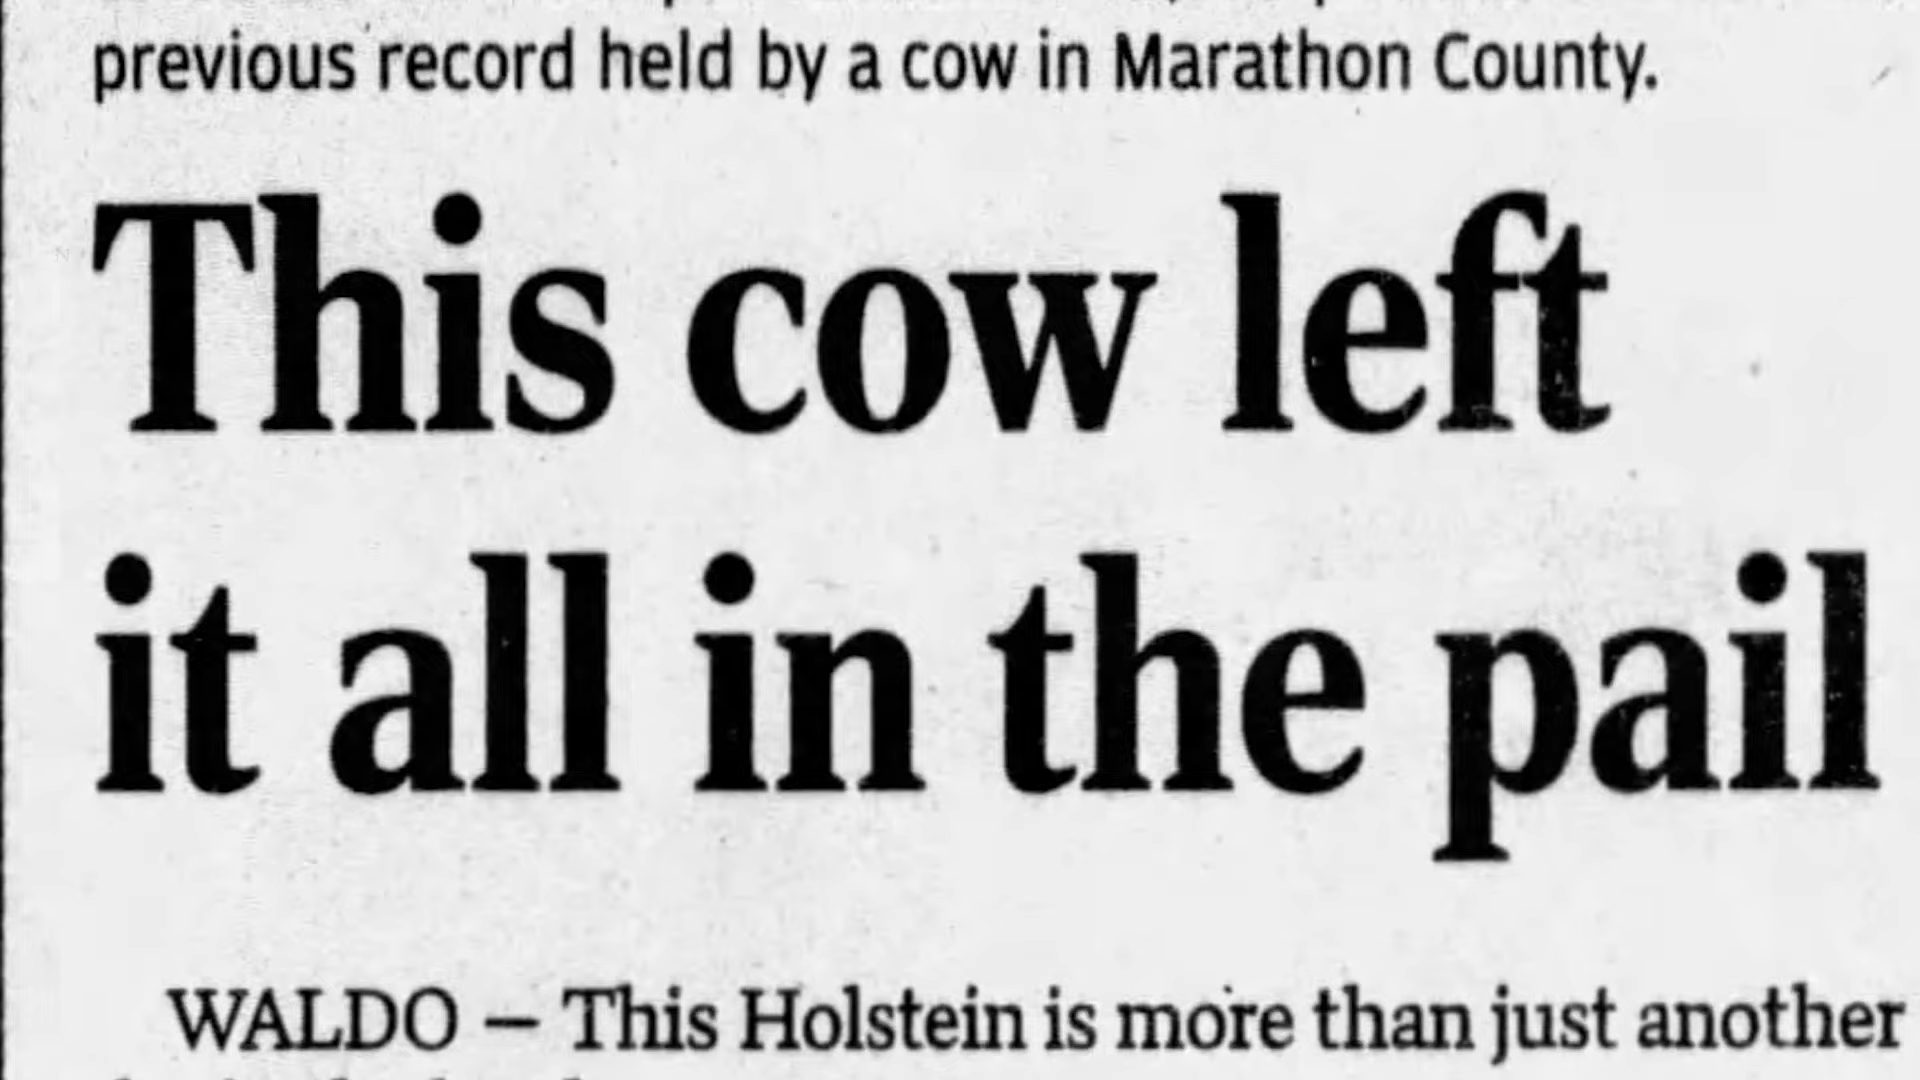 previous record held by a cow in Marathon County.
This cow left
it all in the pail
WALDO — This Holstein is more than just another